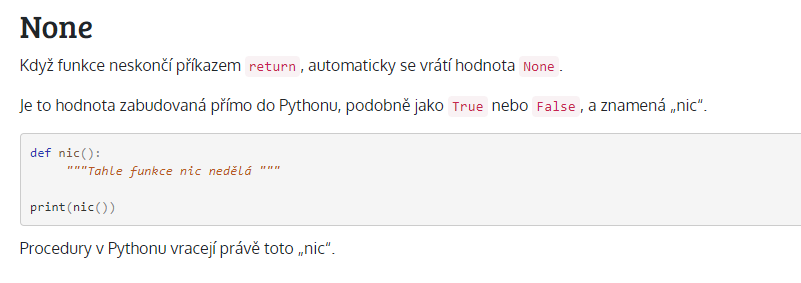 None
Když funkce neskončí příkazem return, automaticky se vrátí hodnota None.
Je to hodnota zabudovaná přímo do Pythonu, podobně jako True nebo False, a znamená „nic“.
def nic():
     """Tahle funkce nic nedělá """
print(nic())
Procedury v Pythonu vracejí právě toto „nic“.